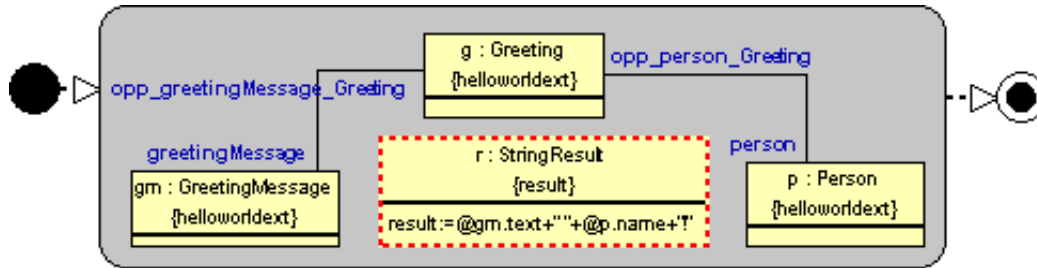 g : Greeting
{helloworldext}
opp_person_Greeting
opp_greetingMessage_Greeting
greetingMessage
gm : GreetingMessage
{helloworldext}
r : StringResult
{result}
result:=@gm.text+" "+@p.name+"!"
person
p : Person
{helloworldext}